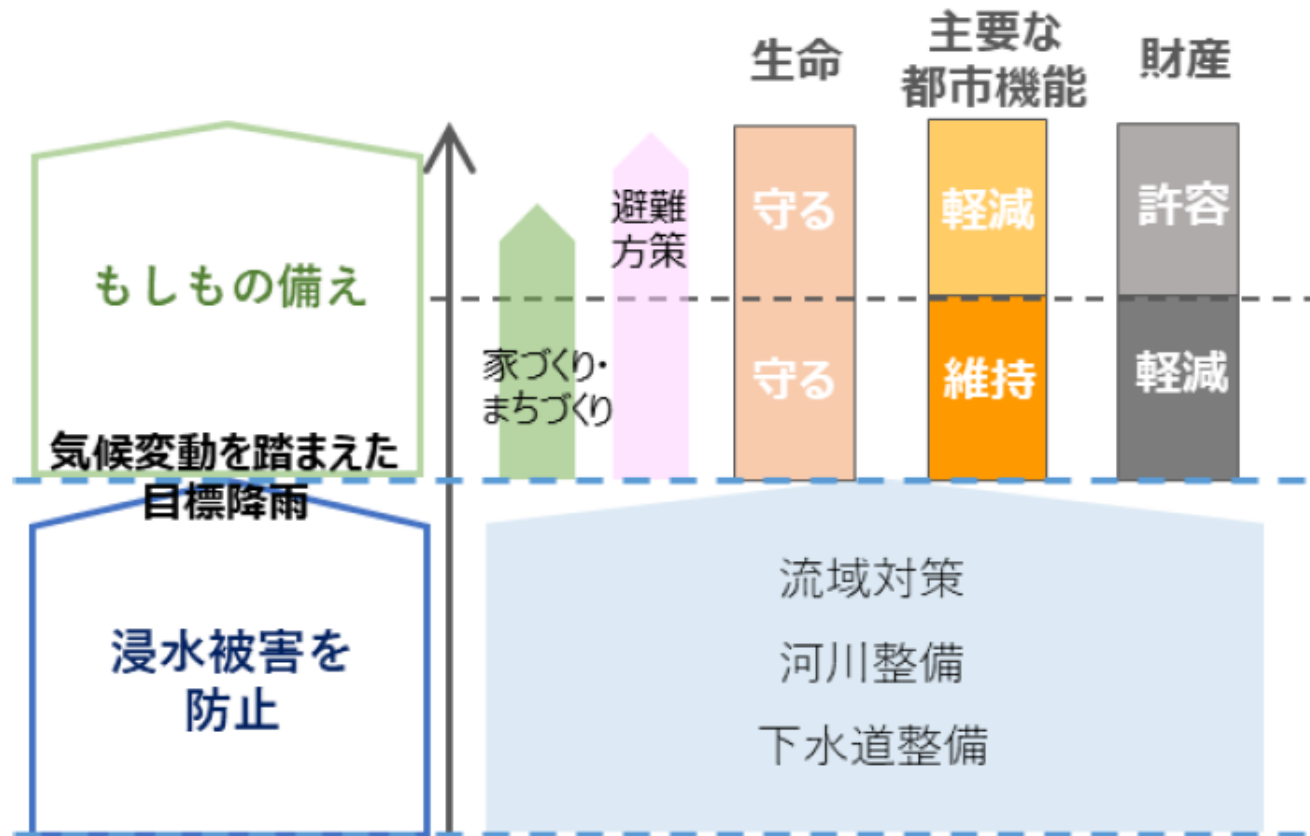 生命
主要な
都市機能
財産
もしもの備え
避難
方策
守る
軽減
許容
家づくり・
まちづくり
守る
維持
軽減
気候変動を踏まえた
目標降雨
浸水被害を
防止
流域対策
河川整備
下水道整備